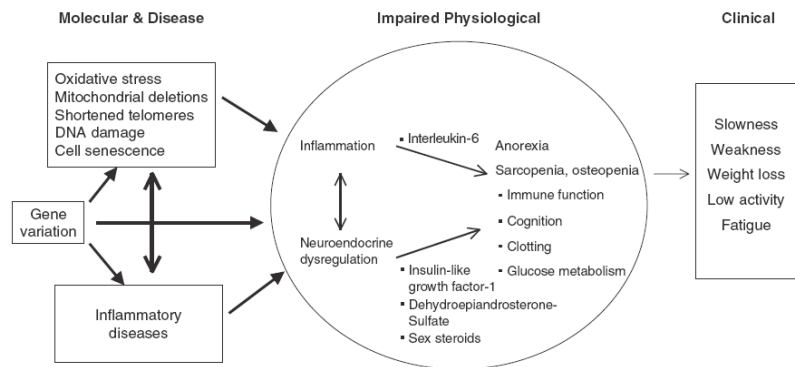 Molecular & Disease
Impaired Physiological
Clinical
Oxidative stress
Mitochondrial deletions
Shortened telomeres
DNA damage
Cell senescence
Gene
variation
Inflammatory
diseases
Inflammation
▪ Interleukin-6
Neuroendocrine
dysregulation
▪ Insulin-like
growth factor-1
▪ Dehydroepiandrosterone-
Sulfate
▪ Sex steroids
Anorexia
Sarcopenia, osteopenia
▪ Immune function
▪ Cognition
▪ Clotting
▪ Glucose metabolism
Slowness
Weakness
Weight loss
Low activity
Fatigue